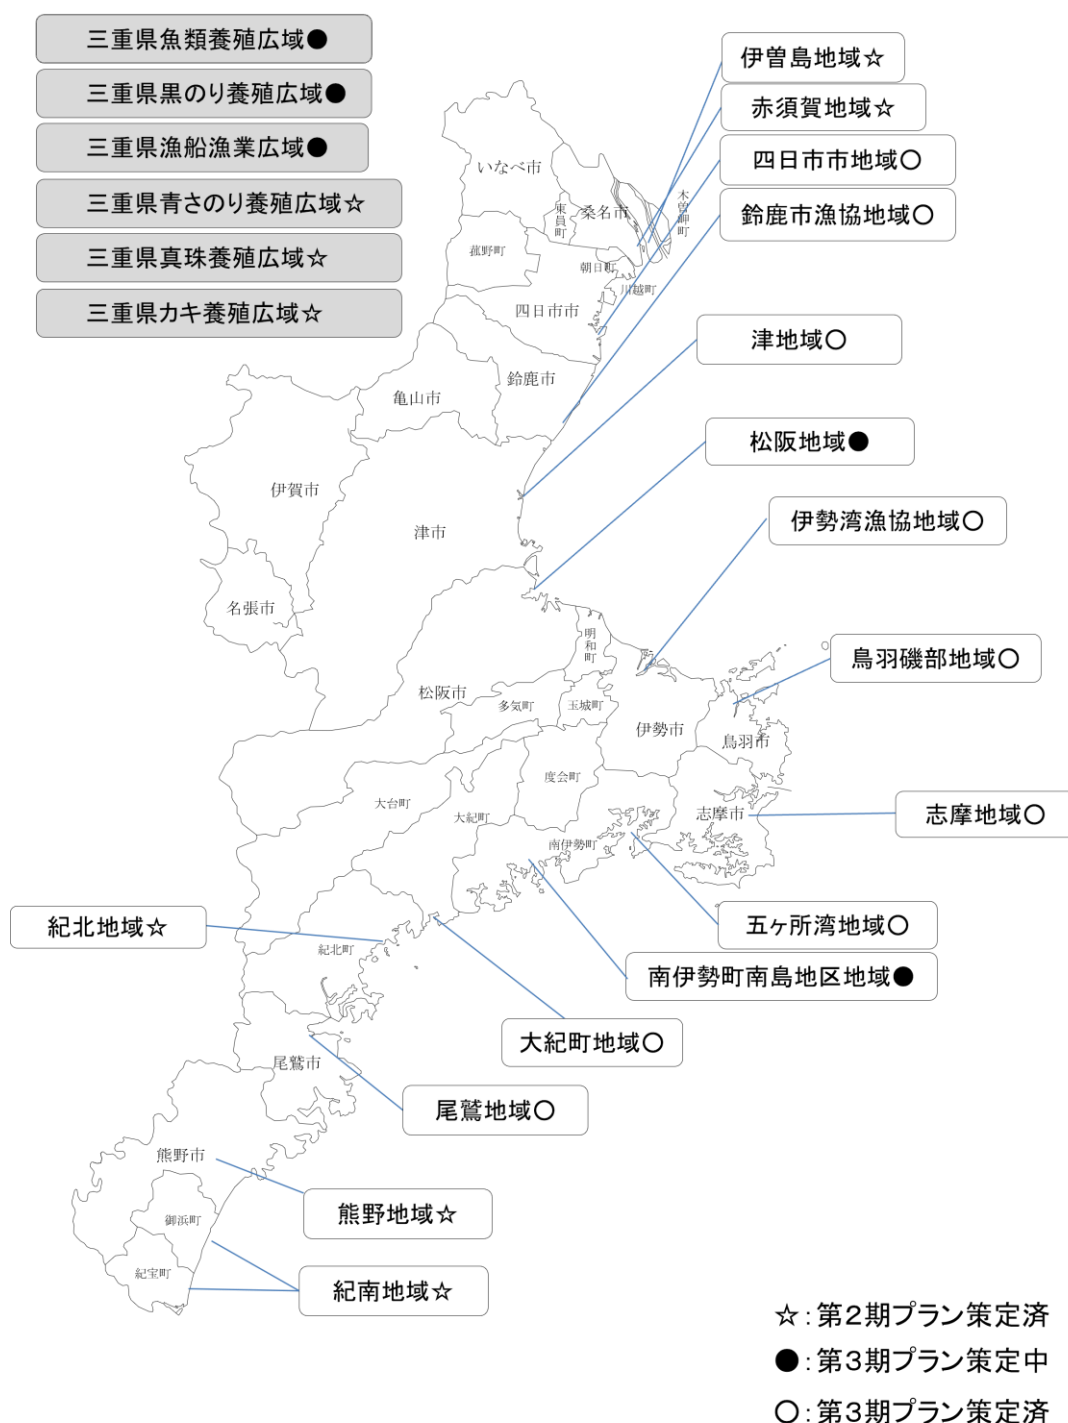 三重県魚類養殖広域●
三重県黒のり養殖広域●
三重県漁船漁業広域●
三重県青さのり養殖広域☆
三重県真珠養殖広域☆
三重県カキ養殖広域☆
伊曽島地域☆
赤須賀地域☆
四日市市地域○
鈴鹿市漁協地域○
津地域○
松阪地域●
伊勢湾漁協地域○
鳥羽磯部地域○
志摩地域○
五ヶ所湾地域○
南伊勢町南島地区地域●
大紀町地域○
紀北地域☆
尾鷲地域○
熊野地域☆
紀南地域☆
いなべ市
東員町
桑名市
木曽岬町
菰野町
朝日町
川越町
四日市市
鈴鹿市
亀山市
伊賀市
津市
名張市
明和町
松阪市
多気町
玉城町
伊勢市
鳥羽市
度会町
大台町
大紀町
志摩市
南伊勢町
紀北町
尾鷲市
熊野市
御浜町
紀宝町
☆:第2期プラン策定済
●:第3期プラン策定中
○:第3期プラン策定済